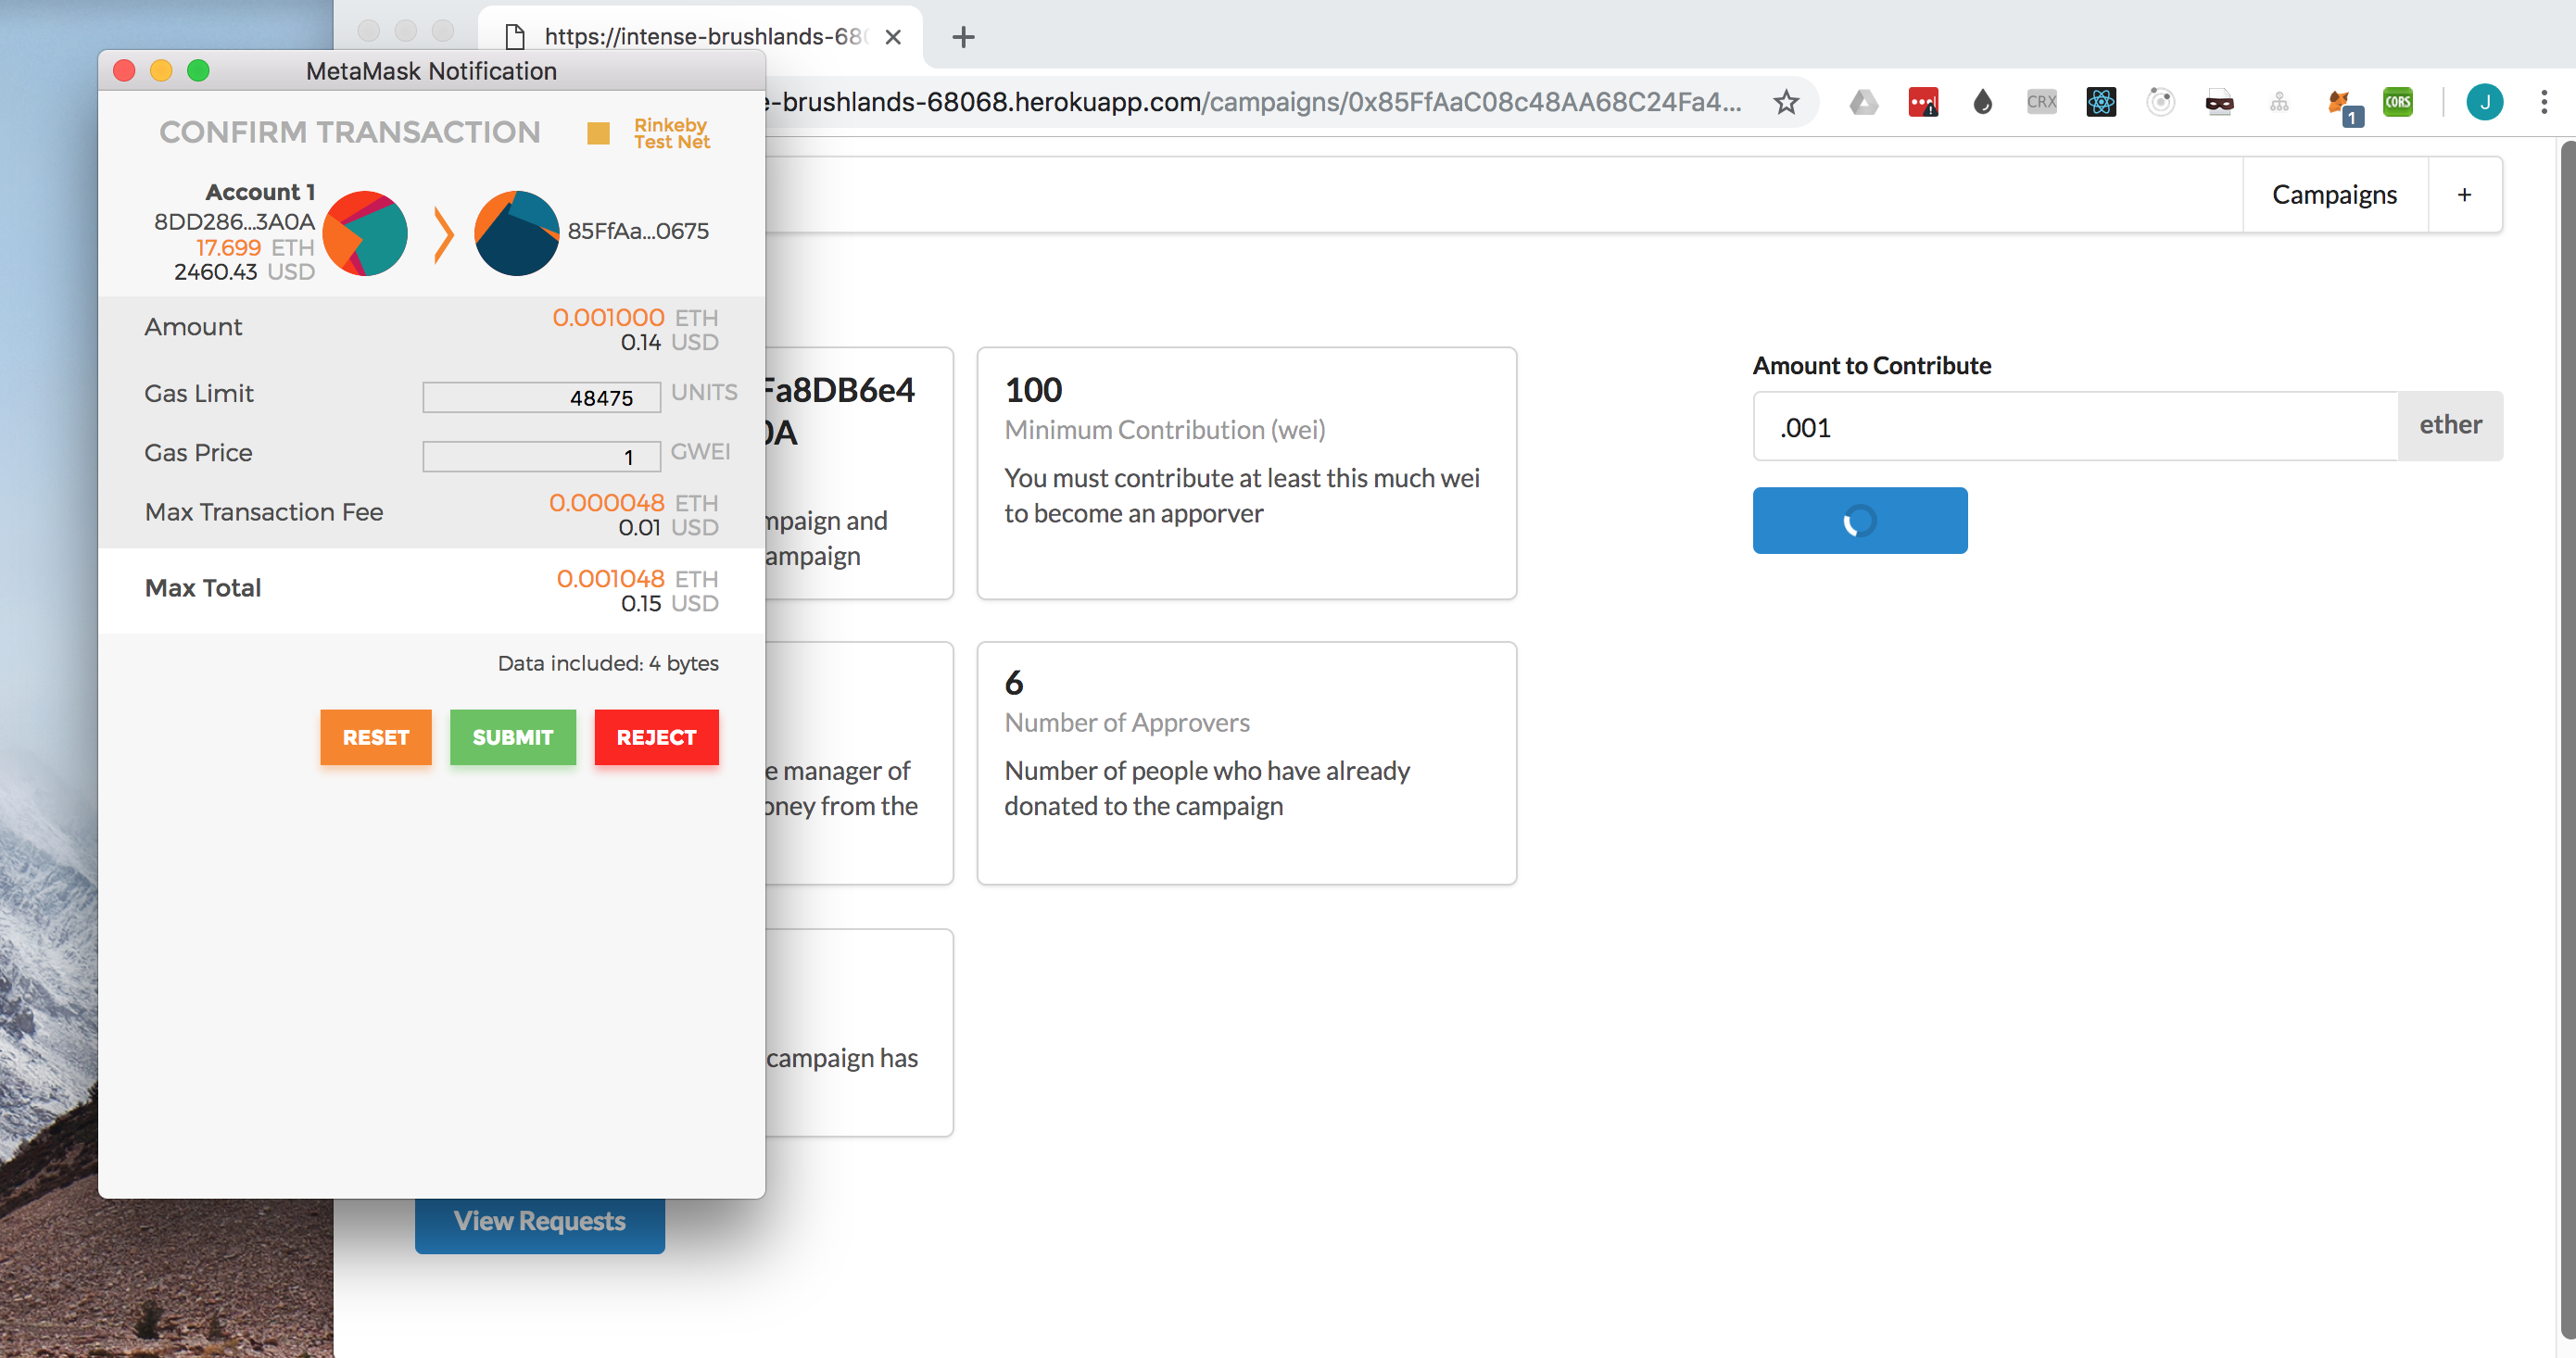 https://intense-brushlands-680
MetaMask Notification
e-brushlands-68068.herokuapp.com/campaigns/0x85FfAaC08c48AA68C24Fa4...
CRX
1
CORS
J
CONFIRM TRANSACTION
Rinkeby
Test Net
Account 1
8DD286...3A0A
17.699 ETH
2460.43 USD
85FfAa...0675
Amount
0.001000 ETH
0.14 USD
Gas Limit
48475 UNITS
Gas Price
1 GWEI
Max Transaction Fee
0.000048 ETH
0.01 USD
Max Total
0.001048 ETH
0.15 USD
Data included: 4 bytes
RESET
SUBMIT
REJECT
Campaigns
+
Fa8DB6e4
0A
mpaign and
ampaign
100
Minimum Contribution (wei)
You must contribute at least this much wei
to become an apporver
Amount to Contribute
.001
ether
e manager of
oney from the
6
Number of Approvers
Number of people who have already
donated to the campaign
campaign has
View Requests